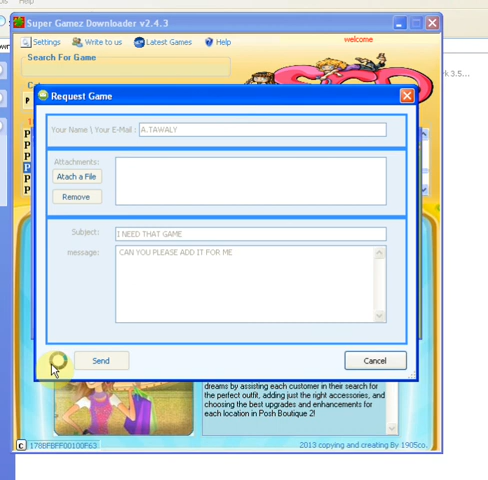 Help
Super Gamez Downloader v2.4.3
Settings
Write to us
Latest Games
Help
welcome
Search For Game
k 3.5...
Request Game
Your Name \ Your E-Mail :
A.TAWALY
Attachments:
Atach a File
Remove
Subject:
I NEED THAT GAME
message:
CAN YOU PLEASE ADD IT FOR ME
Send
Cancel
dreams by assisting each customer in their search for
the perfect outfit, adding just the right accessories, and
choosing the best upgrades and enhancements for
each location in Posh Boutique 2!
C
178BFBFF00100F63
2013 copying and creating By 1905co.